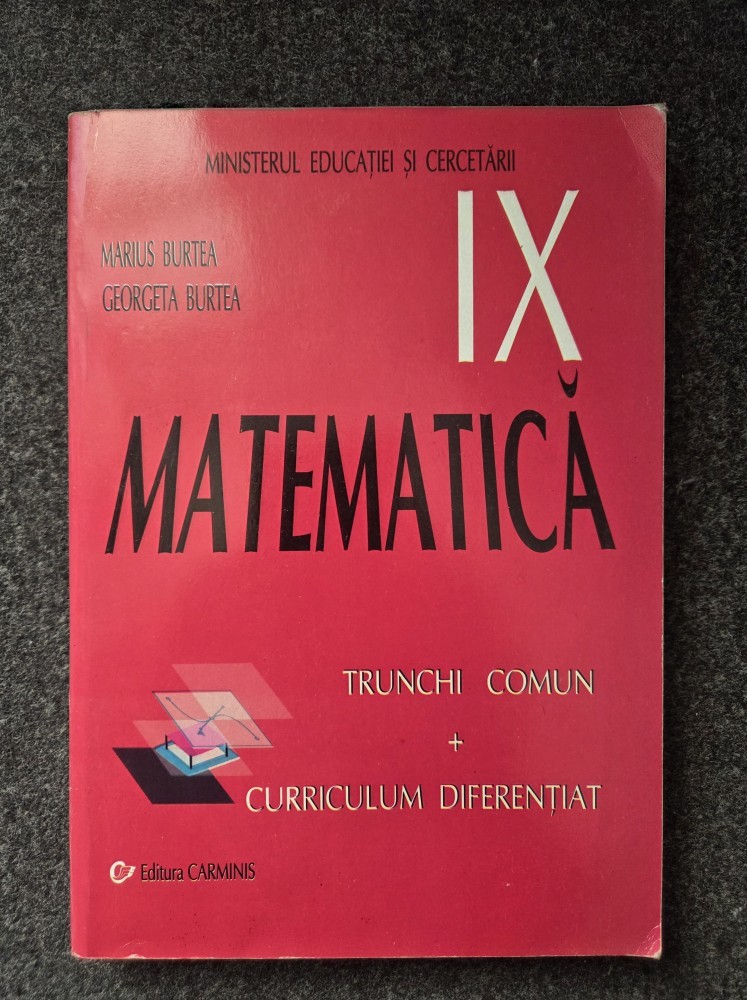 MINISTERUL EDUCAȚIEI ȘI CERCETĂRII
IX
MARIUS BURTEA
GEORGETA BURTEA
MATEMATICĂ
TRUNCHI COMUN
+
CURRICULUM DIFERENȚIAT
Editura CARMINIS